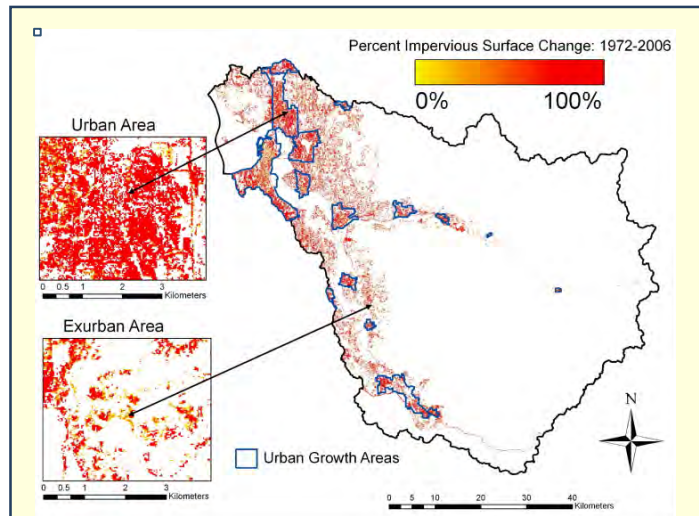 Percent Impervious Surface Change: 1972-2006
0% 100%
Urban Area
0 0.5 1 2 3
Kilometers
Exurban Area
0 0.5 1 2 3
Kilometers
Urban Growth Areas
N
0 5 10 20 30 40
Kilometers